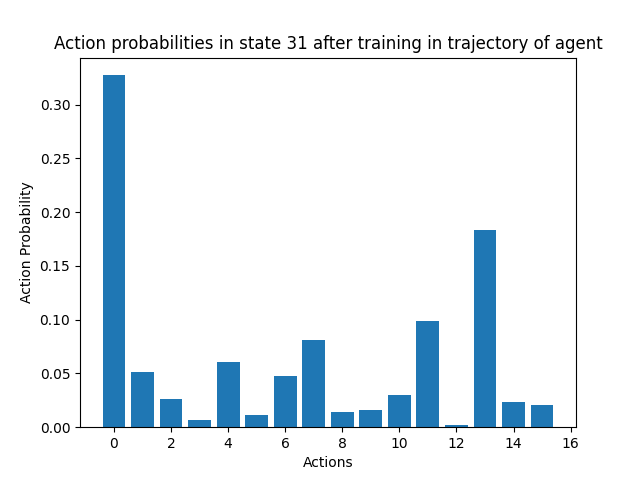 Action probabilities in state 31 after training in trajectory of agent
0.30
0.25
0.20
0.15
0.10
0.05
0.00
Action Probability
0 2 4 6 8 10 12 14 16
Actions